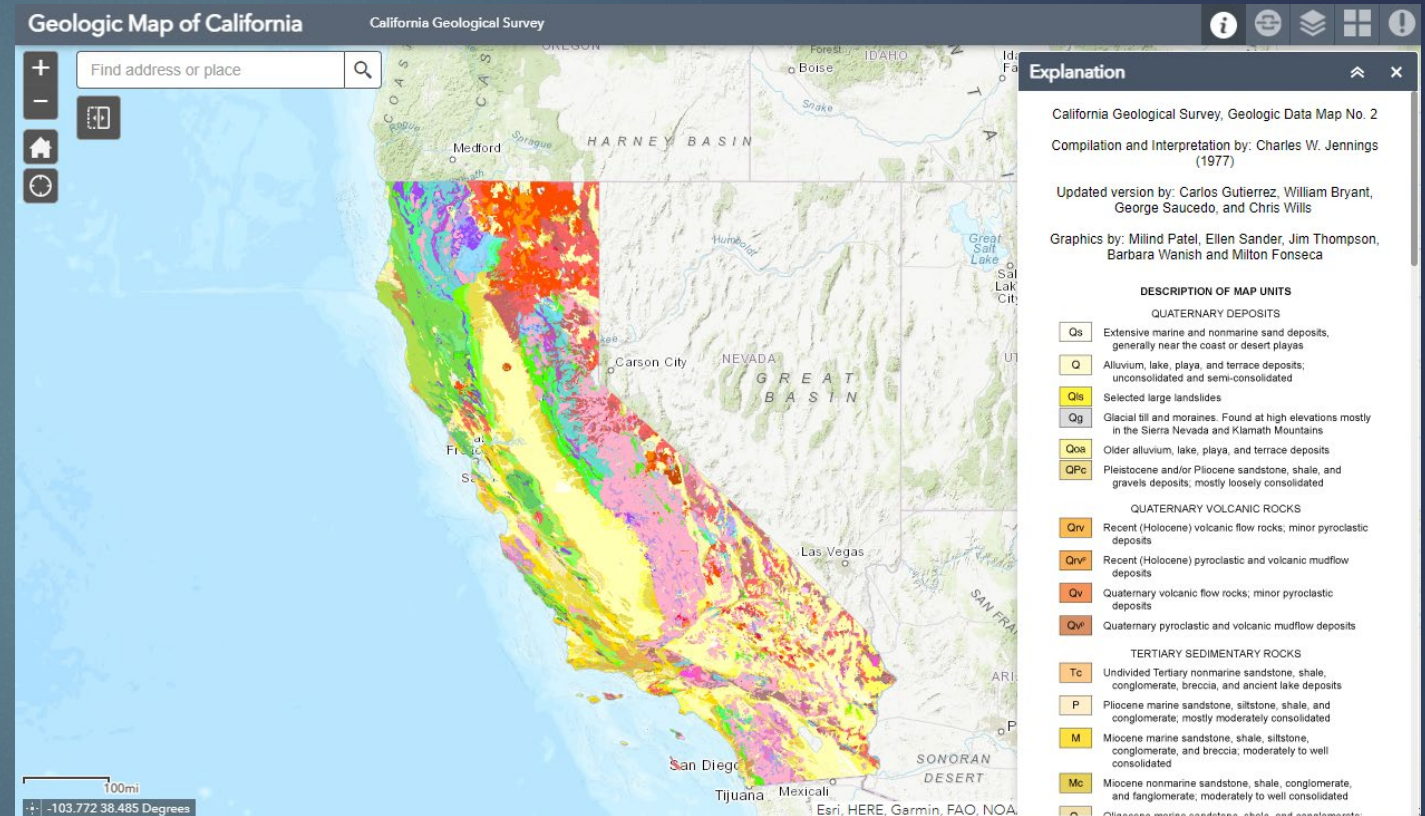 Geologic Map of California
California Geological Survey
Find address or place
OREGON
IDAHO
Forest
Boise
Snake
Rogue
Sprague
Medford
HARNEY BASIN
Humboldt
Great
Salt
Lake
Carson City
NEVADA
GREAT
BASIN
Las Vegas
San Diego
Tijuana
Mexicali
SONORAN
DESERT
100mi
-103.772 38.485 Degrees
Esri, HERE, Garmin, FAO, NOA
Explanation
California Geological Survey, Geologic Data Map No. 2
Compilation and Interpretation by: Charles W. Jennings
(1977)
Updated version by: Carlos Gutierrez, William Bryant,
George Saucedo, and Chris Wills
Graphics by: Milind Patel, Ellen Sander, Jim Thompson,
Barbara Wanish and Milton Fonseca
DESCRIPTION OF MAP UNITS
QUATERNARY DEPOSITS
Qs Extensive marine and nonmarine sand deposits,
generally near the coast or desert playas
Q Alluvium, lake, playa, and terrace deposits;
unconsolidated and semi-consolidated
Qls Selected large landslides
Qg Glacial till and moraines. Found at high elevations mostly
in the Sierra Nevada and Klamath Mountains
Qoa Older alluvium, lake, playa, and terrace deposits
QPc Pleistocene and/or Pliocene sandstone, shale, and
gravels deposits; mostly loosely consolidated
QUATERNARY VOLCANIC ROCKS
Qrv Recent (Holocene) volcanic flow rocks; minor pyroclastic
deposits
Qrvᵖ Recent (Holocene) pyroclastic and volcanic mudflow
deposits
Qv Quaternary volcanic flow rocks; minor pyroclastic
deposits
Qvᵖ Quaternary pyroclastic and volcanic mudflow deposits
TERTIARY SEDIMENTARY ROCKS
Tc Undivided Tertiary nonmarine sandstone, shale,
conglomerate, breccia, and ancient lake deposits
P Pliocene marine sandstone, siltstone, shale, and
conglomerate; mostly moderately consolidated
M Miocene marine sandstone, shale, siltstone,
conglomerate, and breccia; moderately to well
consolidated
Mc Miocene nonmarine sandstone, shale, conglomerate,
and fanglomerate; moderately to well consolidated